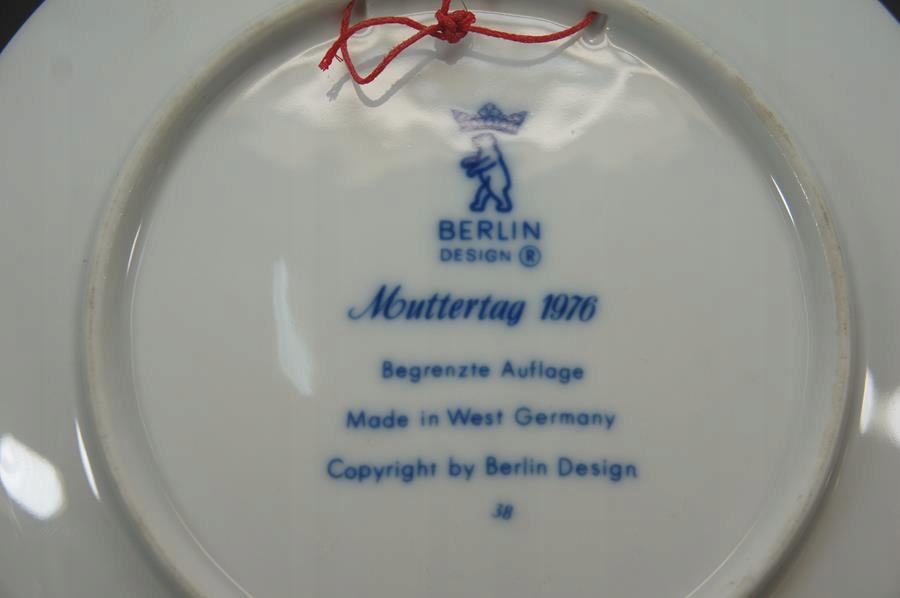 BERLIN
DESIGN ®
Muttertag 1976
Begrenzte Auflage
Made in West Germany
Copyright by Berlin Design
38